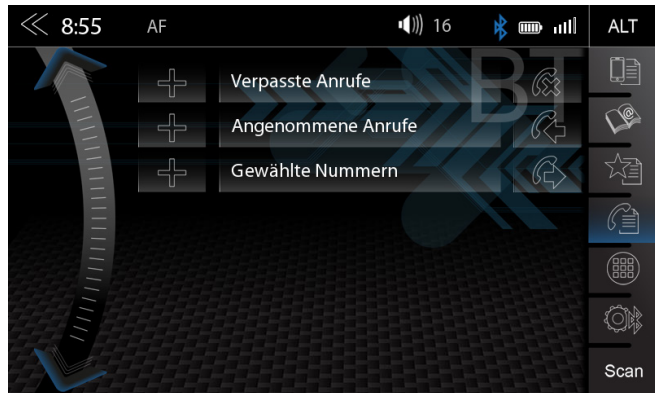 8:55 AF 16 ALT
BT
Verpasste Anrufe
Angenommene Anrufe
Gewählte Nummern
Scan